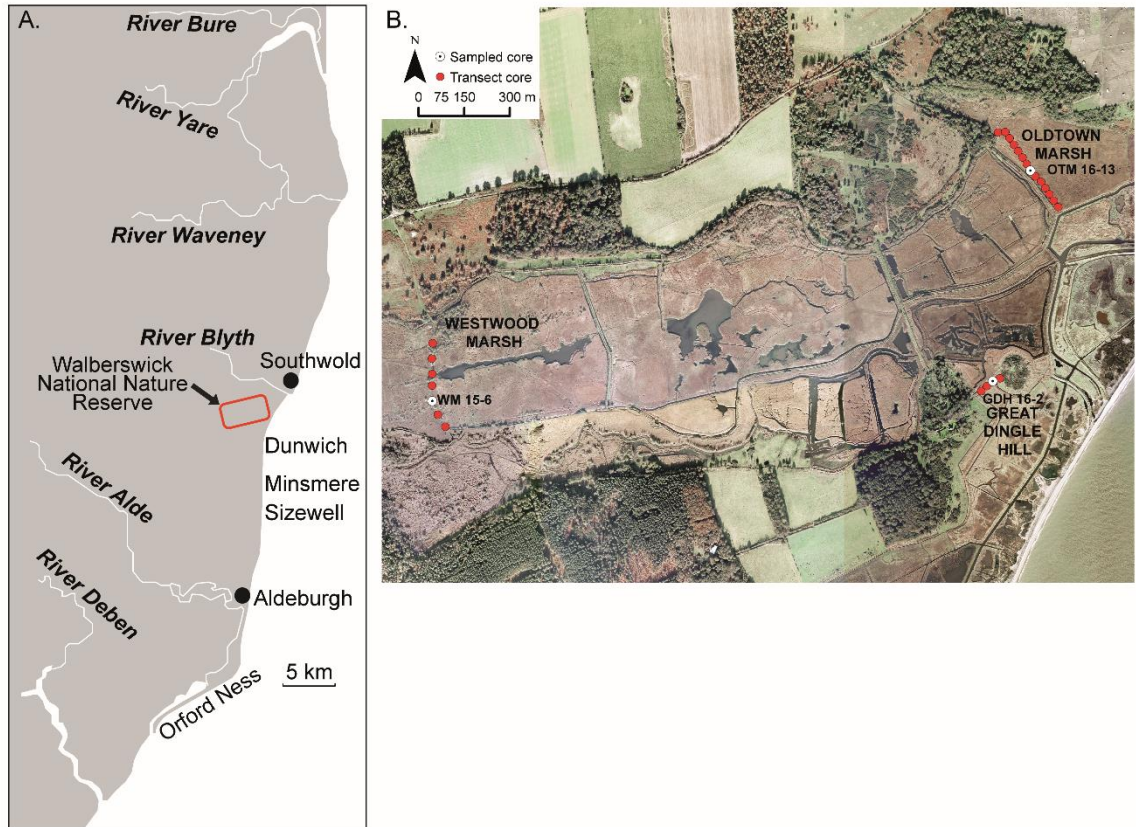 A.
River Bure
River Yare
River Waveney
River Blyth
Southwold
Walberswick
National Nature
Reserve
Dunwich
Minsmere
Sizewell
River Alde
River Deben
Aldeburgh
5 km
Orford Ness
B.
N
Sampled core
Transect core
0 75 150 300 m
OLDTOWN
MARSH
OTM 16-13
WESTWOOD
MARSH
WM 15-6
GDH 16-2
GREAT
DINGLE
HILL